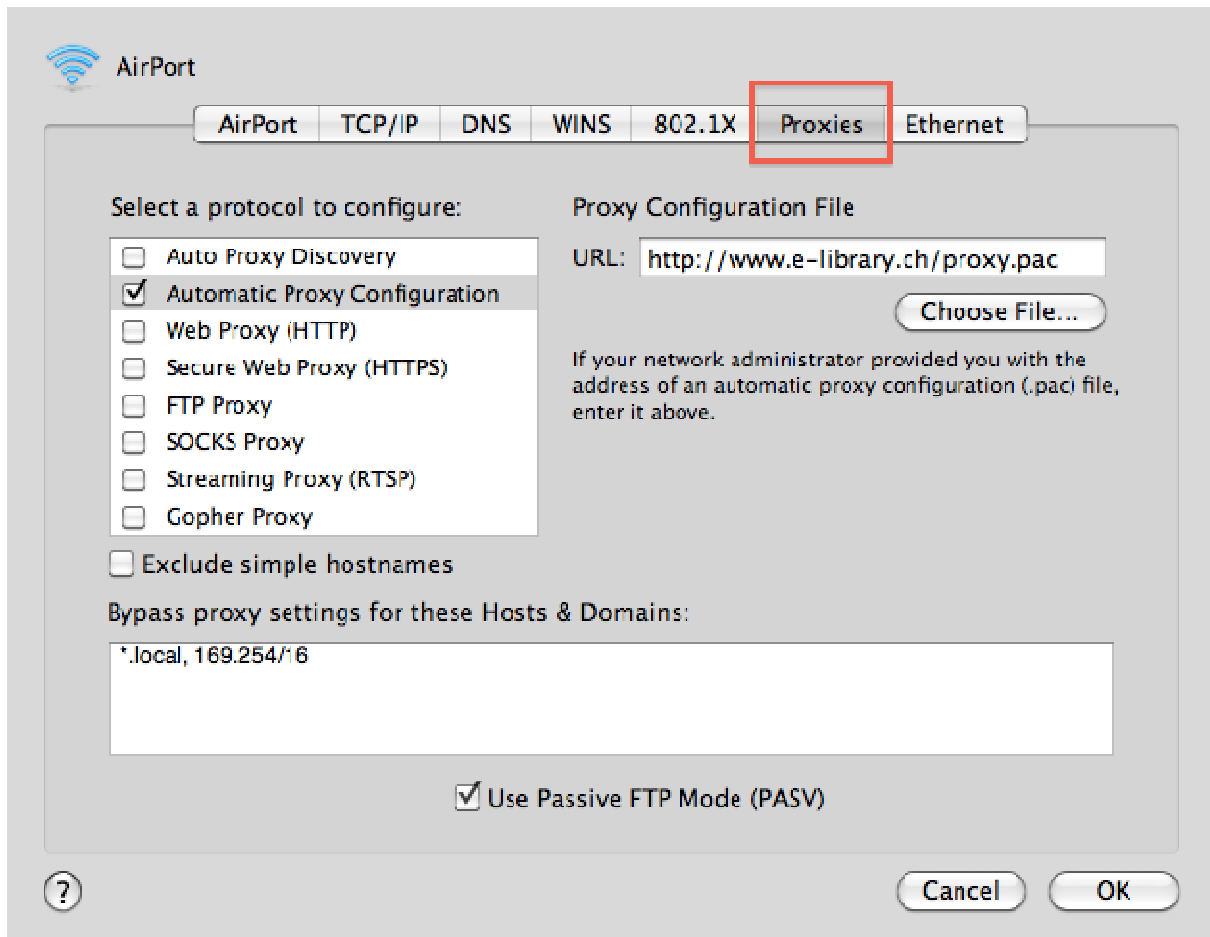 AirPort
AirPort TCP/IP DNS WINS 802.1X Proxies Ethernet
Select a protocol to configure:
Auto Proxy Discovery
Automatic Proxy Configuration
Web Proxy (HTTP)
Secure Web Proxy (HTTPS)
FTP Proxy
SOCKS Proxy
Streaming Proxy (RTSP)
Gopher Proxy
Exclude simple hostnames
Proxy Configuration File
URL: http://www.e-library.ch/proxy.pac
Choose File...
If your network administrator provided you with the
address of an automatic proxy configuration (.pac) file,
enter it above.
Bypass proxy settings for these Hosts & Domains:
*.local, 169.254/16
Use Passive FTP Mode (PASV)
? Cancel OK